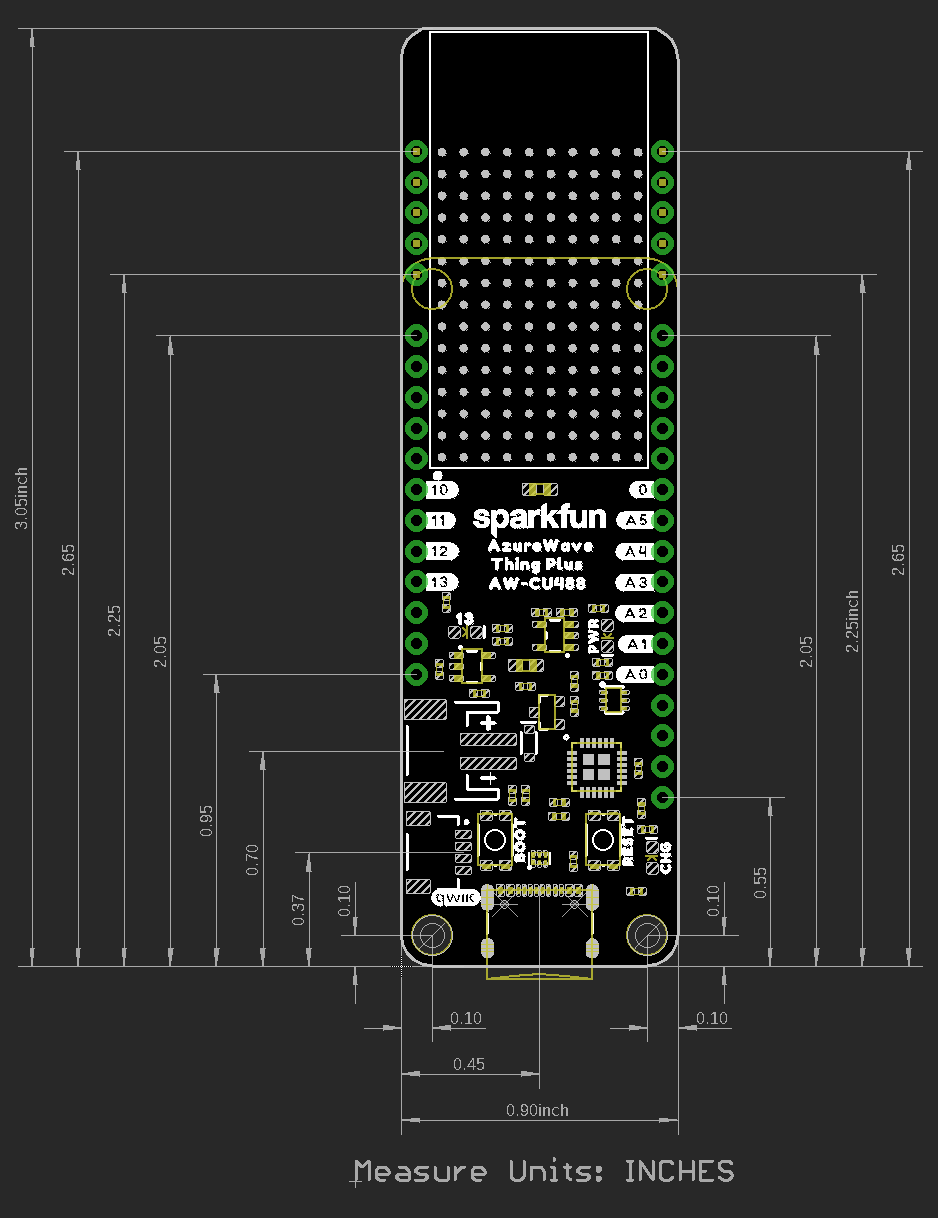 3.05inch
2.65
2.25
2.05
0.95
0.70
0.37
0.10
10
11
12
13
0
A5
A4
A3
A2
A1
A0
sparkfun
AzureWave
Thing Plus
AW-CU488
13
PWR
+
BOOT
RESET
CHG
QWIK
2.65
2.25inch
2.05
0.55
0.10
0.10
0.10
0.45
0.90inch
Measure Units: INCHES